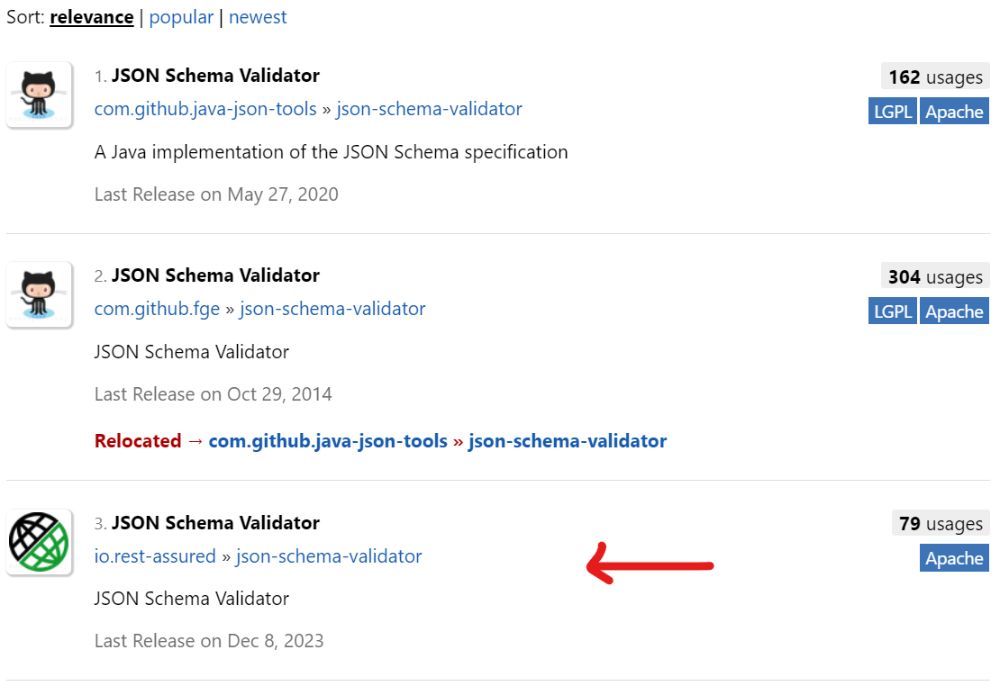 Sort: relevance | popular | newest
1. JSON Schema Validator
162 usages
com.github.java-json-tools » json-schema-validator
LGPL Apache
A Java implementation of the JSON Schema specification
Last Release on May 27, 2020
2. JSON Schema Validator
304 usages
com.github.fge » json-schema-validator
LGPL Apache
JSON Schema Validator
Last Release on Oct 29, 2014
Relocated → com.github.java-json-tools » json-schema-validator
3. JSON Schema Validator
79 usages
io.rest-assured » json-schema-validator
Apache
JSON Schema Validator
Last Release on Dec 8, 2023